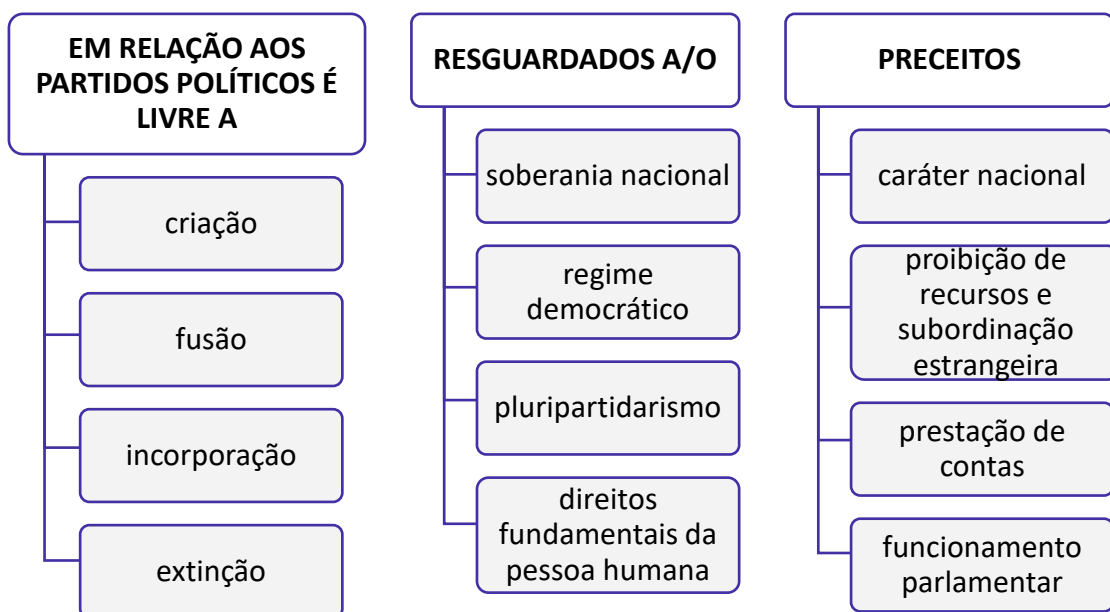 EM RELAÇÃO AOS
PARTIDOS POLÍTICOS É
LIVRE A
criação
fusão
incorporação
extinção
RESGUARDADOS A/O
soberania nacional
regime
democrático
pluripartidarismo
direitos
fundamentais da
pessoa humana
PRECEITOS
caráter nacional
proibição de
recursos e
subordinação
estrangeira
prestação de
contas
funcionamento
parlamentar